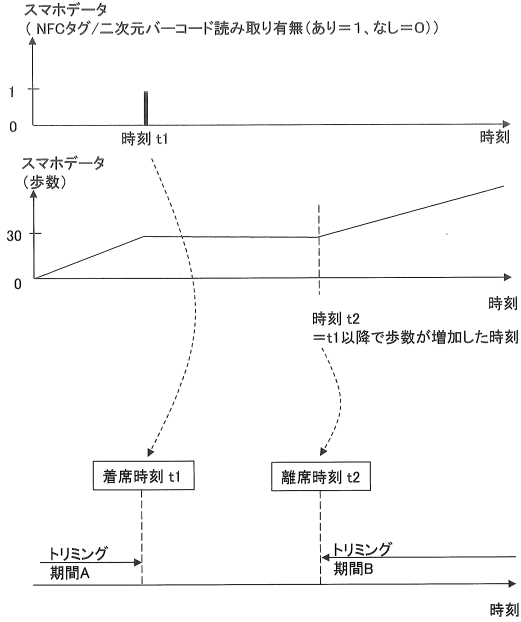 スマホデータ
(NFCタグ/二次元バーコード読み取り有無(あり=1、なし=0))
1
0
時刻 t1
時刻
スマホデータ
(歩数)
30
0
時刻
時刻 t2
=t1以降で歩数が増加した時刻
着席時刻 t1
離席時刻 t2
トリミング
期間A
トリミング
期間B
時刻